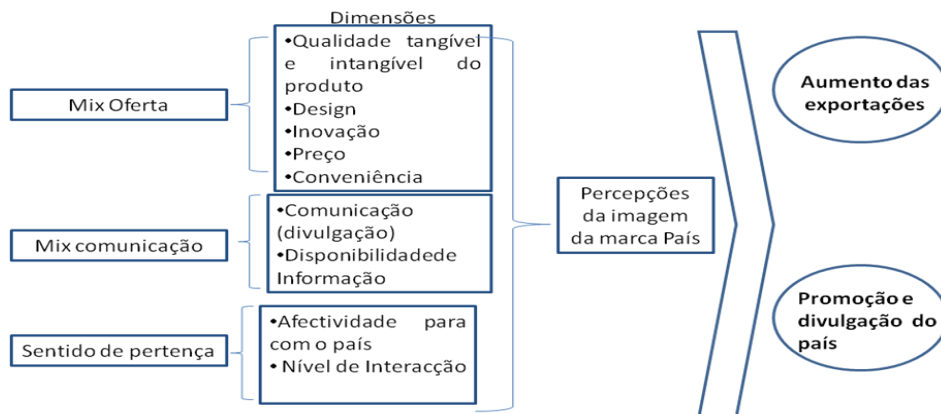 Dimensões
Mix Oferta
•Qualidade tangível
e intangível do
produto
•Design
•Inovação
•Preço
•Conveniência
Mix comunicação
•Comunicação
(divulgação)
•Disponibilidadede
Informação
Sentido de pertença
•Afectividade para
com o país
• Nível de Interacção
Percepções
da imagem
da marca País
Aumento das
exportações
Promoção e
divulgação do
país